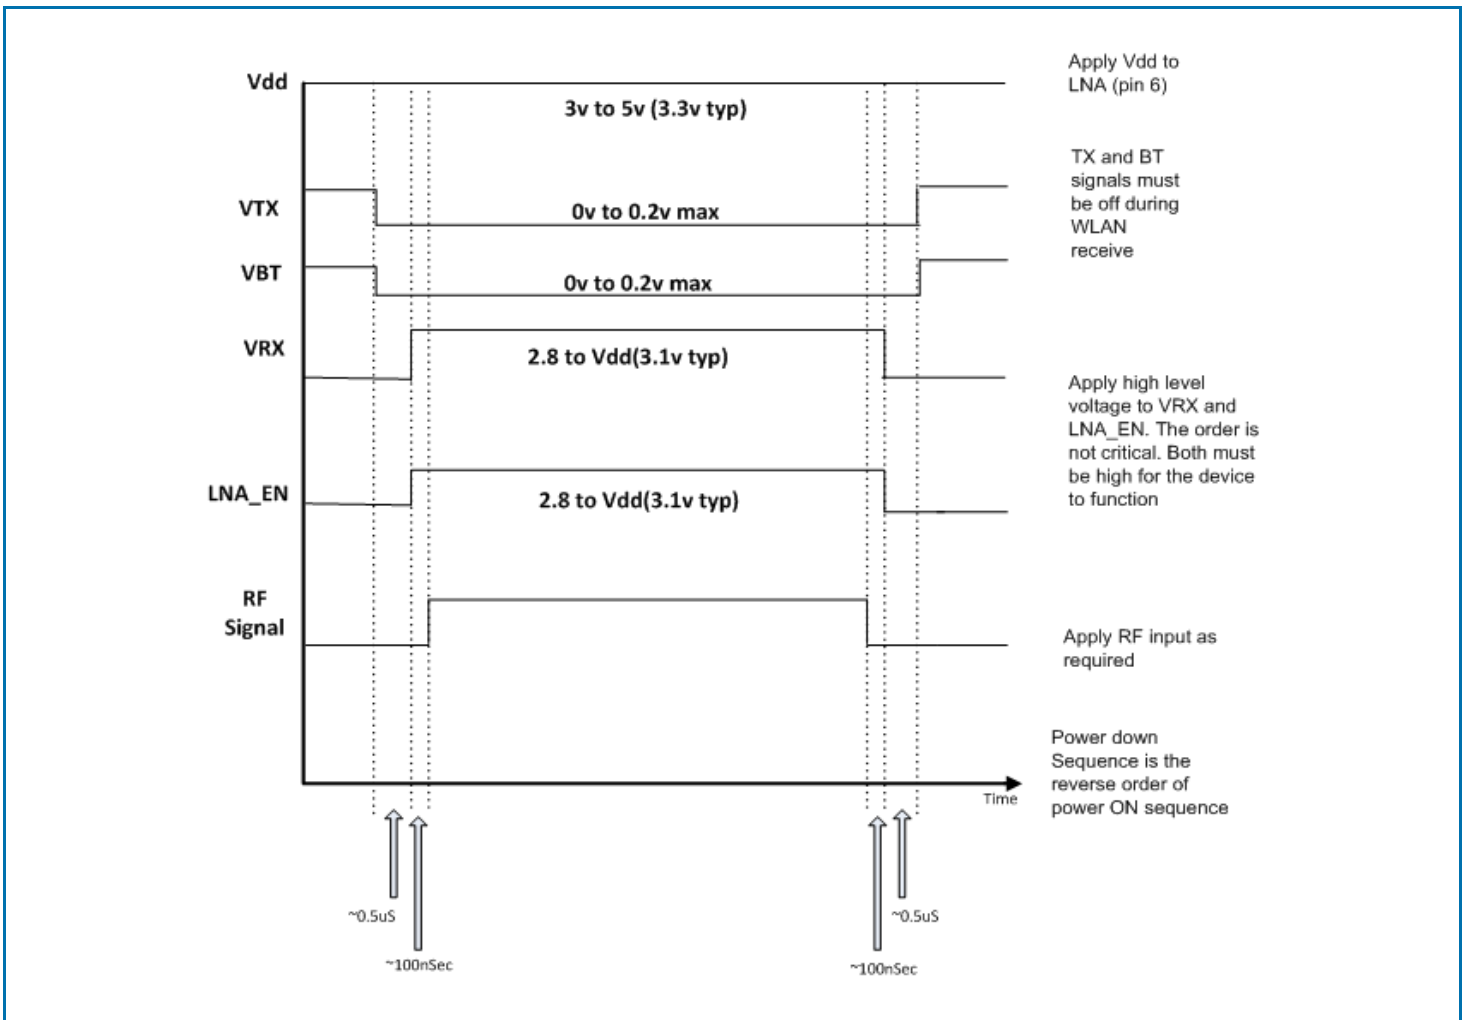 Vdd
3v to 5v (3.3v typ)
Apply Vdd to
LNA (pin 6)
VTX
0v to 0.2v max
TX and BT
signals must
be off during
WLAN
receive
VBT
0v to 0.2v max
VRX
2.8 to Vdd(3.1v typ)
Apply high level
voltage to VRX and
LNA_EN. The order is
not critical. Both must
be high for the device
to function
LNA_EN
2.8 to Vdd(3.1v typ)
RF
Signal
Apply RF input as
required
Power down
Sequence is the
reverse order of
power ON sequence
Time
~0.5uS
~0.5uS
~100nSec
~100nSec